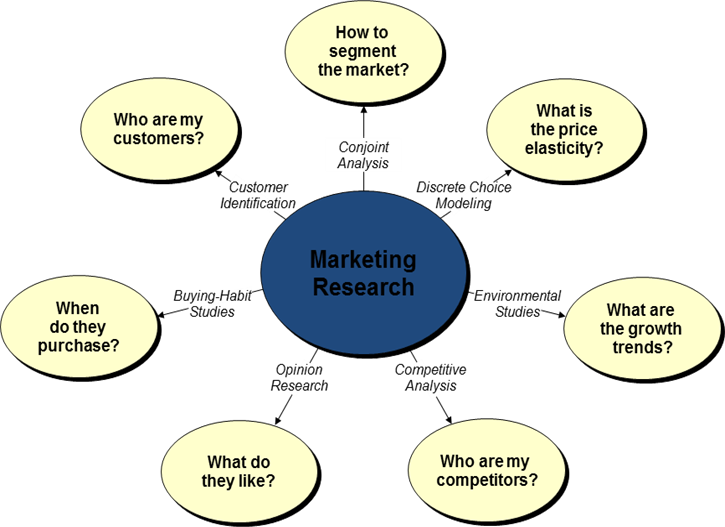 How to
segment
the market?
Who are my
customers?
What is
the price
elasticity?
Conjoint
Analysis
Customer
Identification
Discrete Choice
Modeling
Marketing
Research
When
do they
purchase?
Buying-Habit
Studies
Environmental
Studies
What are
the growth
trends?
Opinion
Research
Competitive
Analysis
What do
they like?
Who are my
competitors?